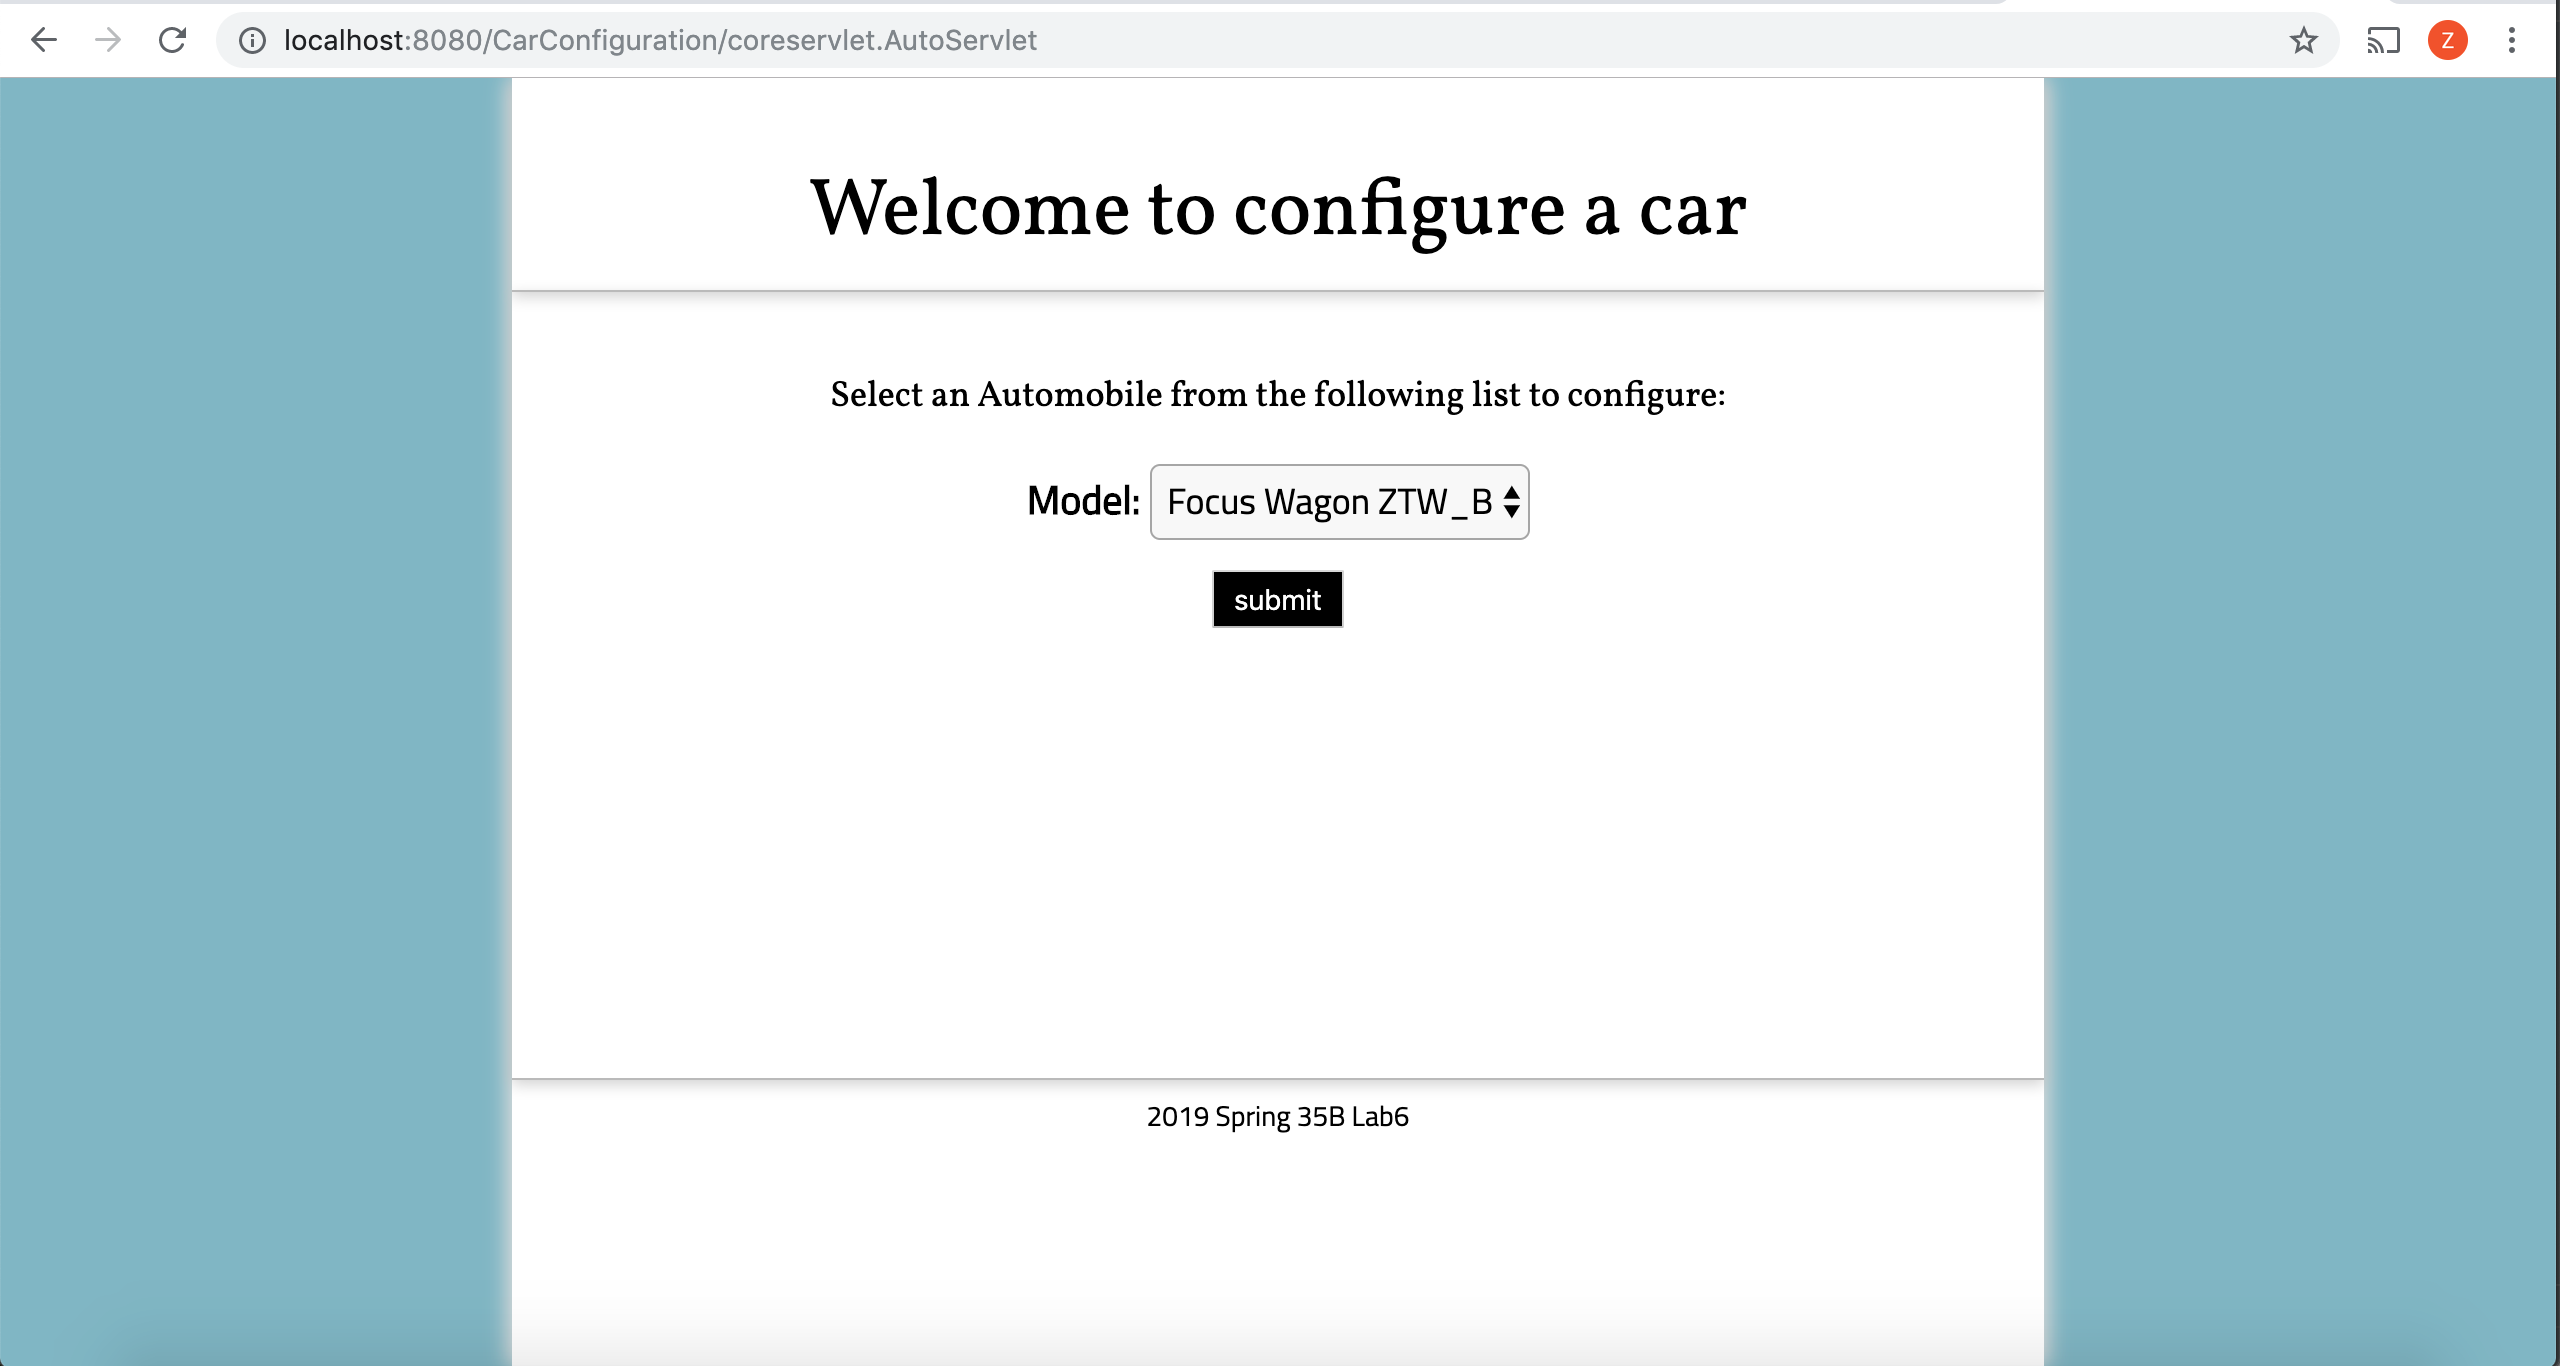 localhost:8080/CarConfiguration/coreservlet.AutoServlet
Z
Welcome to configure a car
Select an Automobile from the following list to configure:
Model: Focus Wagon ZTW_B
submit
2019 Spring 35B Lab6